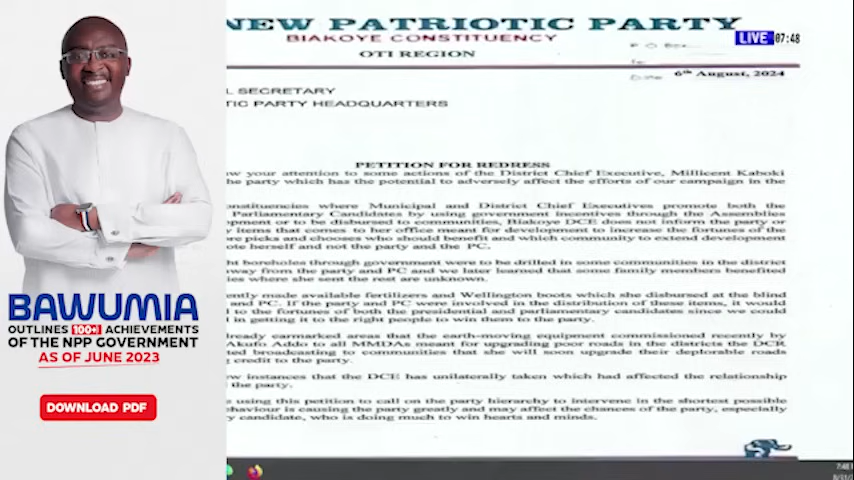 BAWUMIA
OUTLINES 100+ ACHIEVEMENTS
OF THE NPP GOVERNMENT
AS OF JUNE 2023
DOWNLOAD PDF
NEW PATRIOTIC PARTY
BIAKOYE CONSTITUENCY
OTI REGION
LIVE 07:48
6th August, 2024
L SECRETARY
TIC PARTY HEADQUARTERS
PETITION FOR REDRESS
w your attention to some actions of the District Chief Executive, Millicent Kaboki
he party which has the potential to adversely affect the efforts of our campaign in the
onstituencies where Municipal and District Chief Executives promote both the
Parliamentary Candidates by using government incentives through the Assemblies
pment or to be disbursed to communities, Biakoye DCE does not inform the party or
y items that comes to her office meant for development to increase the fortunes of the
re picks and chooses who should benefit and which community to extend development
ote herself and not the party and the PC.
ht boreholes through government were to be drilled in some communities in the district
way from the party and PC and we later learned that some family members benefited
es where she sent the rest are unknown.
ently made available fertilizers and Wellington boots which she disbursed at the blind
and PC. If the party and PC were involved in the distribution of these items, it would
d to the fortunes of both the presidential and parliamentary candidates since we could
l in getting it to the right people to win them to the party.
lready earmarked areas that the earth-moving equipment commissioned recently by
Akufo Addo to all MMDAs meant for upgrading poor roads in the districts the DCR
ted broadcasting to communities that she will soon upgrade their deplorable roads
credit to the party.
w instances that the DCE has unilaterally taken which had affected the relationship
the party.
using this petition to call on the party hierarchy to intervene in the shortest possible
ehaviour is causing the party greatly and may affect the chances of the party, especially
y candidate, who is doing much to win hearts and minds.